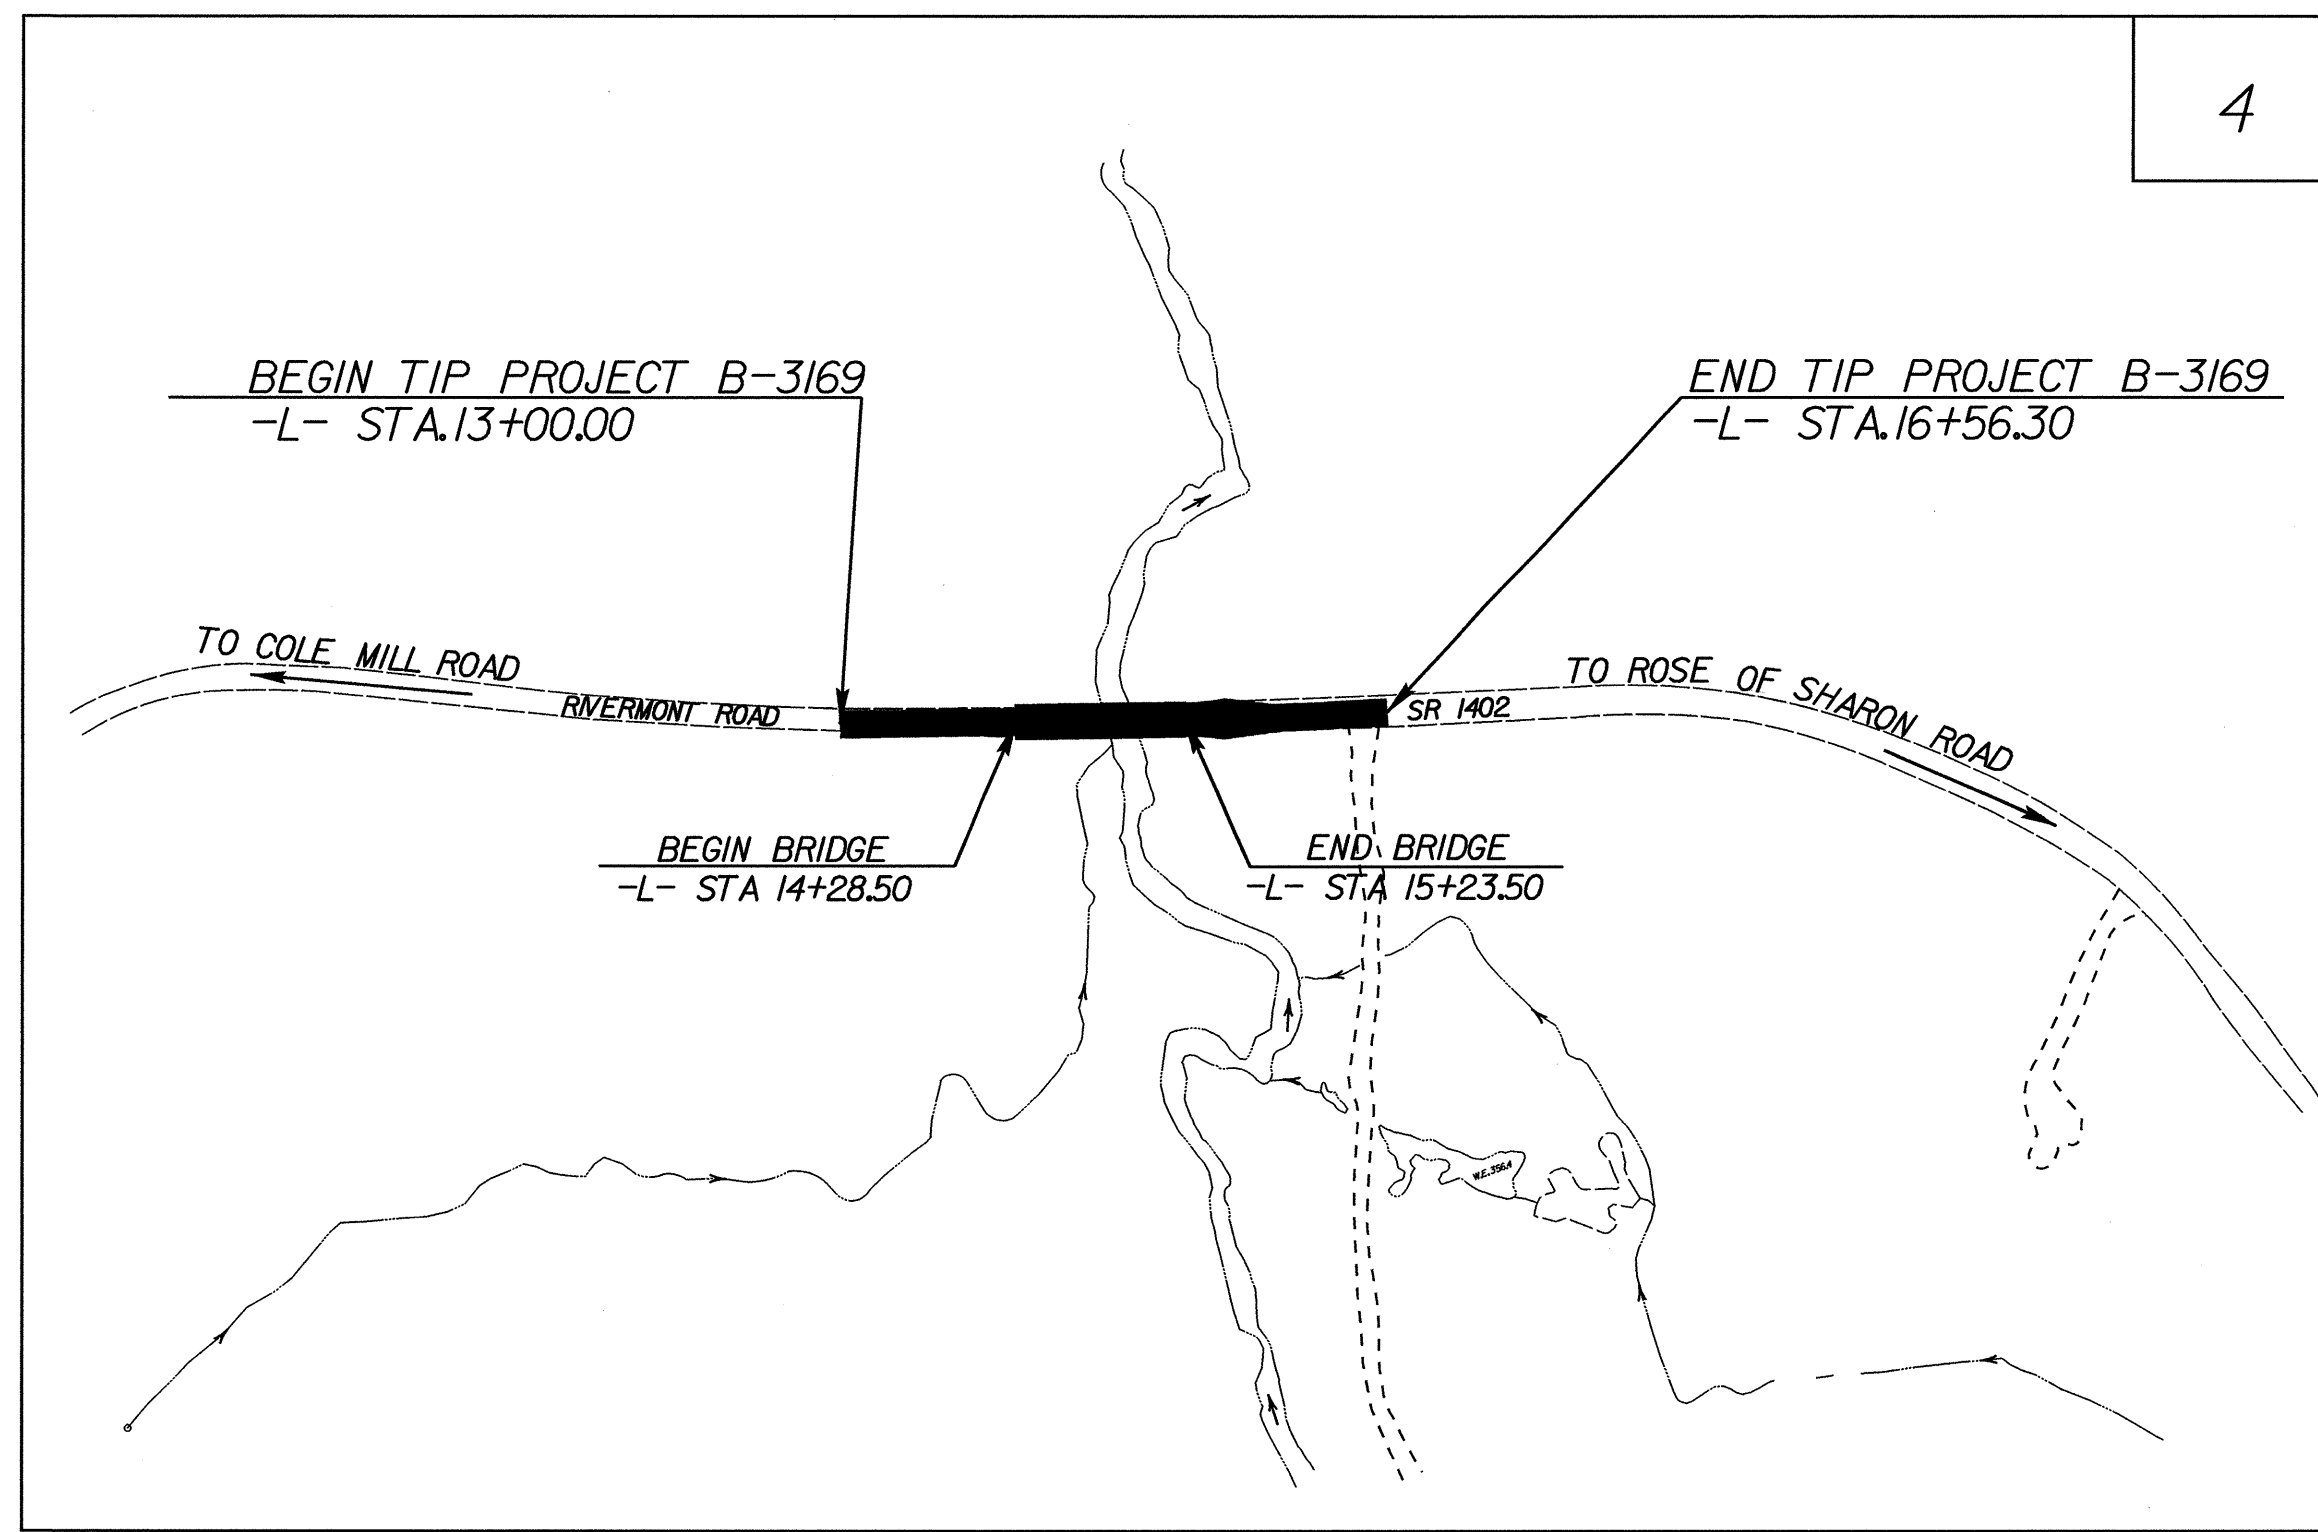 4
BEGIN TIP PROJECT B-3169
-L- STA.13+00.00
END TIP PROJECT B-3169
-L- STA.16+56.30
TO COLE MILL ROAD
RIVERMONT ROAD
SR 1402
TO ROSE OF SHARON ROAD
BEGIN BRIDGE
-L- STA 14+28.50
END BRIDGE
-L- STA 15+23.50
W.E. 356.4